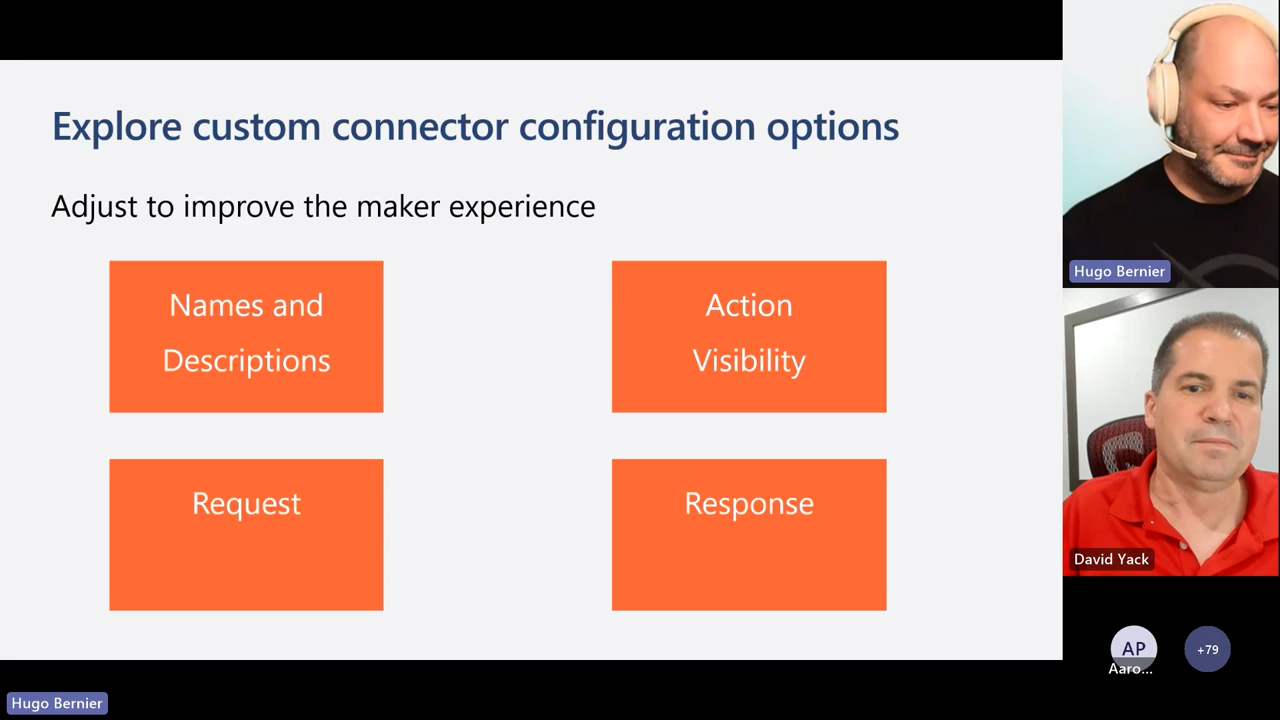 Explore custom connector configuration options
Adjust to improve the maker experience
Names and
Descriptions
Action
Visibility
Request
Response
Hugo Bernier
David Yack
AP
Aaro...
+79
Hugo Bernier